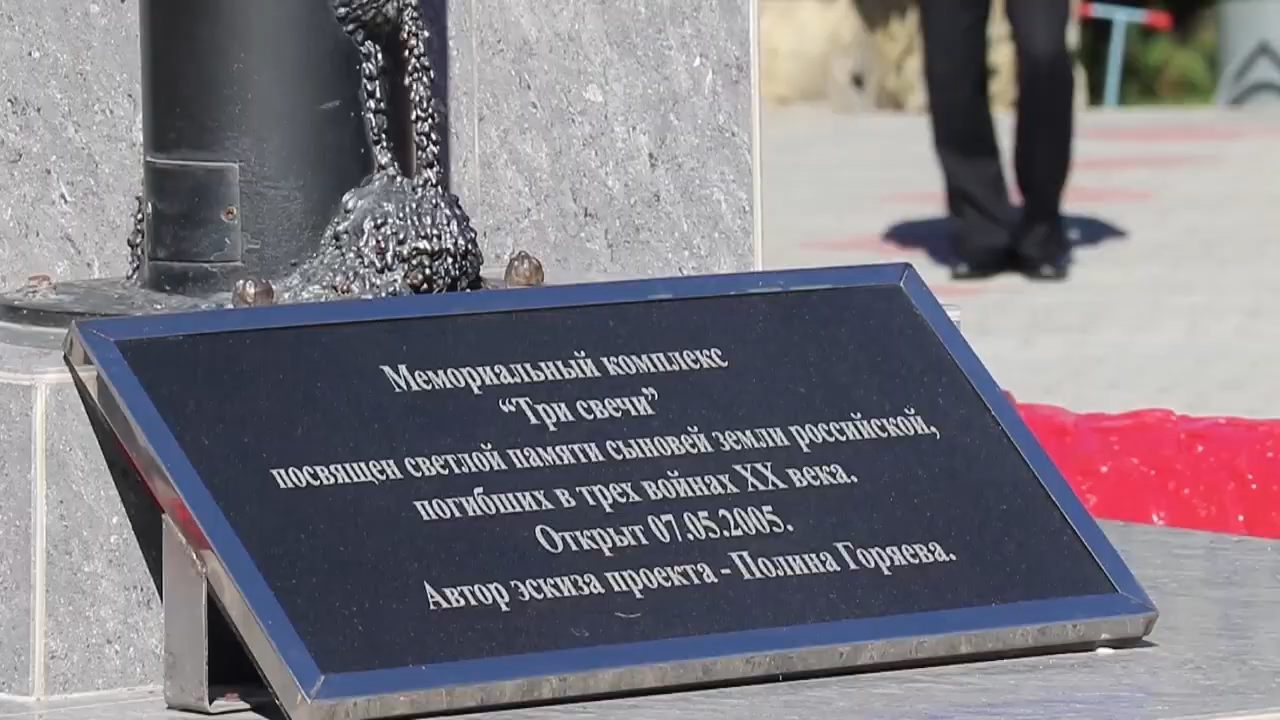 Мемориальный комплекс
“Три свечи”
посвящен светлой памяти сыновей земли российской,
погибших в трех войнах XX века.
Открыт 07.05.2005.
Автор эскиза проекта - Полина Горяева.